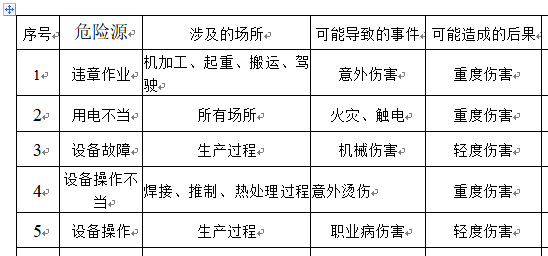 序号 危险源 涉及的场所 可能导致的事件 可能造成的后果
1 违章作业 机加工、起重、搬运、驾驶 意外伤害 重度伤害
2 用电不当 所有场所 火灾、触电 重度伤害
3 设备故障 生产过程 机械伤害 轻度伤害
4 设备操作不当 焊接、推制、热处理过程 意外烫伤 重度伤害
5 设备操作 生产过程 职业病伤害 轻度伤害